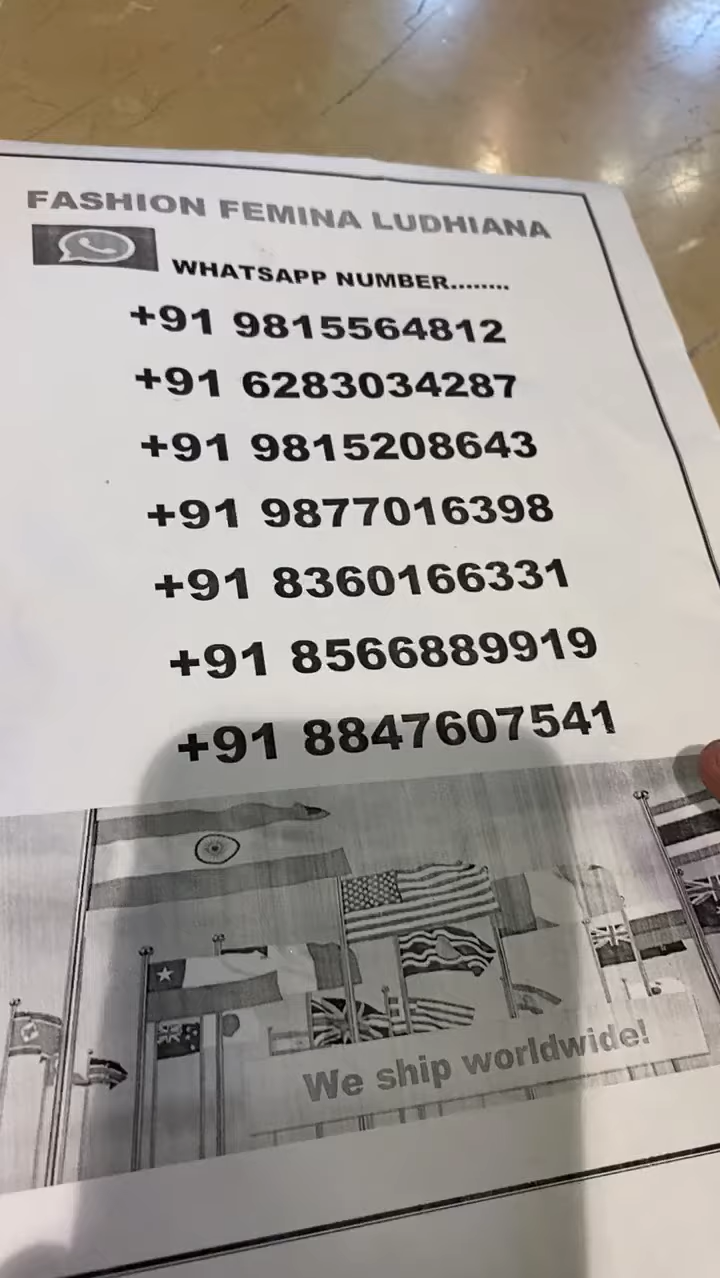 FASHION FEMINA LUDHIANA
WHATSAPP NUMBER........
+91 9815564812
+91 6283034287
+91 9815208643
+91 9877016398
+91 8360166331
+91 8566889919
+91 8847607541
We ship worldwide!